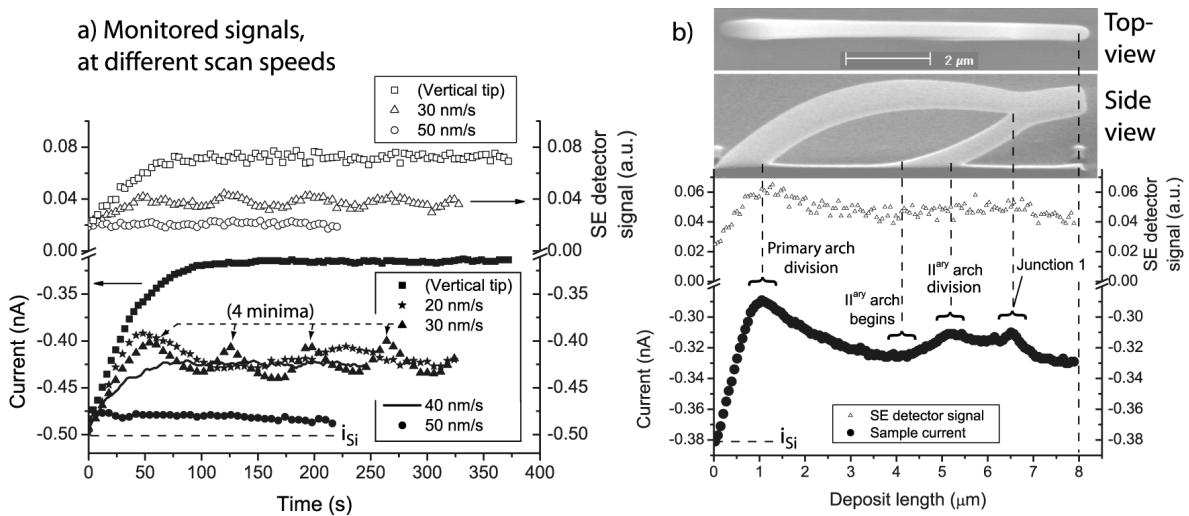 a) Monitored signals,
at different scan speeds
(Vertical tip)
30 nm/s
50 nm/s
0.08
0.04
0.00
0.08
0.04
0.00
SE detector
signal (a.u.)
(Vertical tip)
20 nm/s
30 nm/s
(4 minima)
40 nm/s
50 nm/s
-0.35
-0.40
-0.45
-0.50
-0.35
-0.40
-0.45
-0.50
Current (nA)
iSi
0 50 100 150 200 250 300 350 400
Time (s)
b)
Top-
view
2 μm
Side
view
0.06
0.04
0.02
0.00
0.06
0.04
0.02
0.00
SE detector
signal (a.u.)
Primary arch
division
IIary arch
begins
IIary arch
division
Junction 1
-0.30
-0.32
-0.34
-0.36
-0.38
-0.30
-0.32
-0.34
-0.36
-0.38
Current (nA)
iSi
SE detector signal
Sample current
0 1 2 3 4 5 6 7 8
Deposit length (μm)